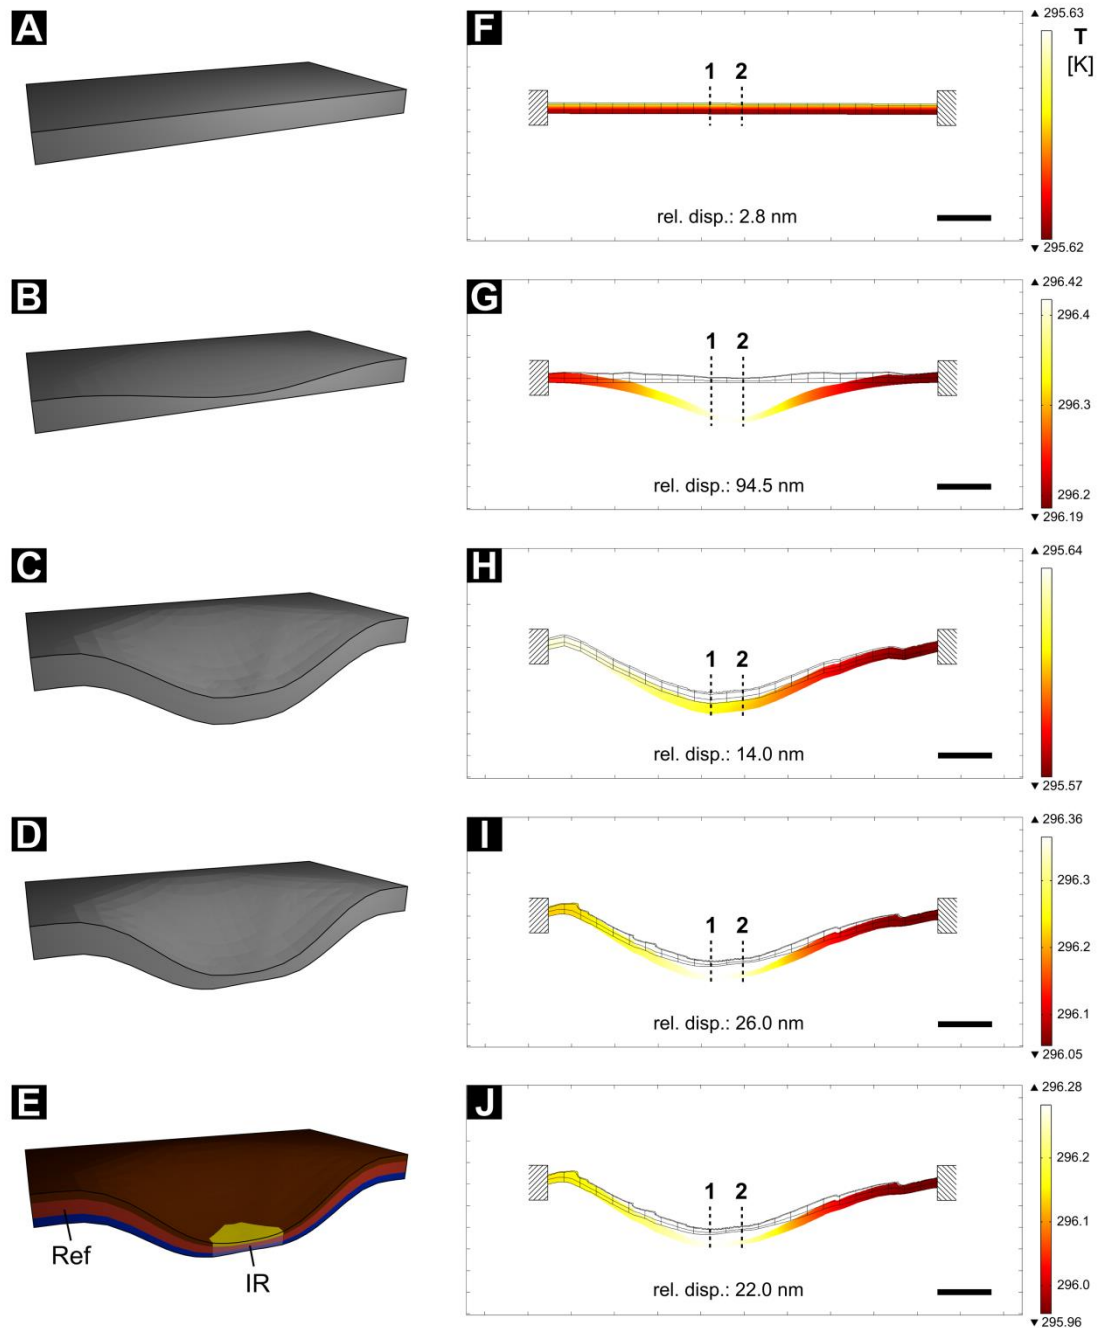 A
F
295.63
T
[K]
1 2
rel. disp.: 2.8 nm
295.62
B
G
296.42
296.4
1 2
296.3
rel. disp.: 94.5 nm
296.2
296.19
C
H
295.64
1 2
rel. disp.: 14.0 nm
295.57
D
I
296.36
296.3
1 2
296.2
rel. disp.: 26.0 nm
296.1
296.05
E
J
296.28
296.2
1 2
296.1
Ref
IR
rel. disp.: 22.0 nm
296.0
295.96